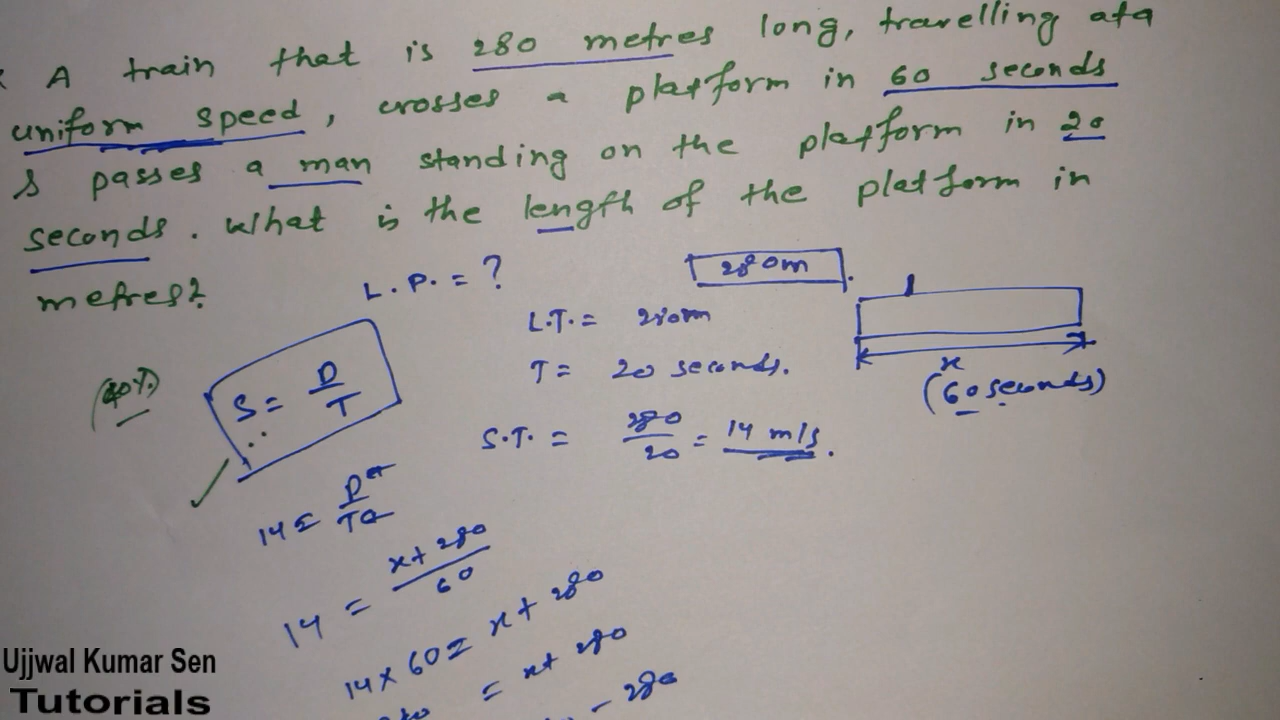 A train that is 280 metres long, travelling at a
uniform speed, crosses a platform in 60 seconds
& passes a man standing on the platform in 20
seconds. What is the length of the platform in
metres?
L.P. = ?
280m
L.T. = 280m
T = 20 seconds.
x
(60 seconds)
S = D/T
S.T. = 280/20 = 14 m/s.
14 = x + 280 / 60
14 x 60 = x + 280
= x + 280
- 280
Ujjwal Kumar Sen
Tutorials